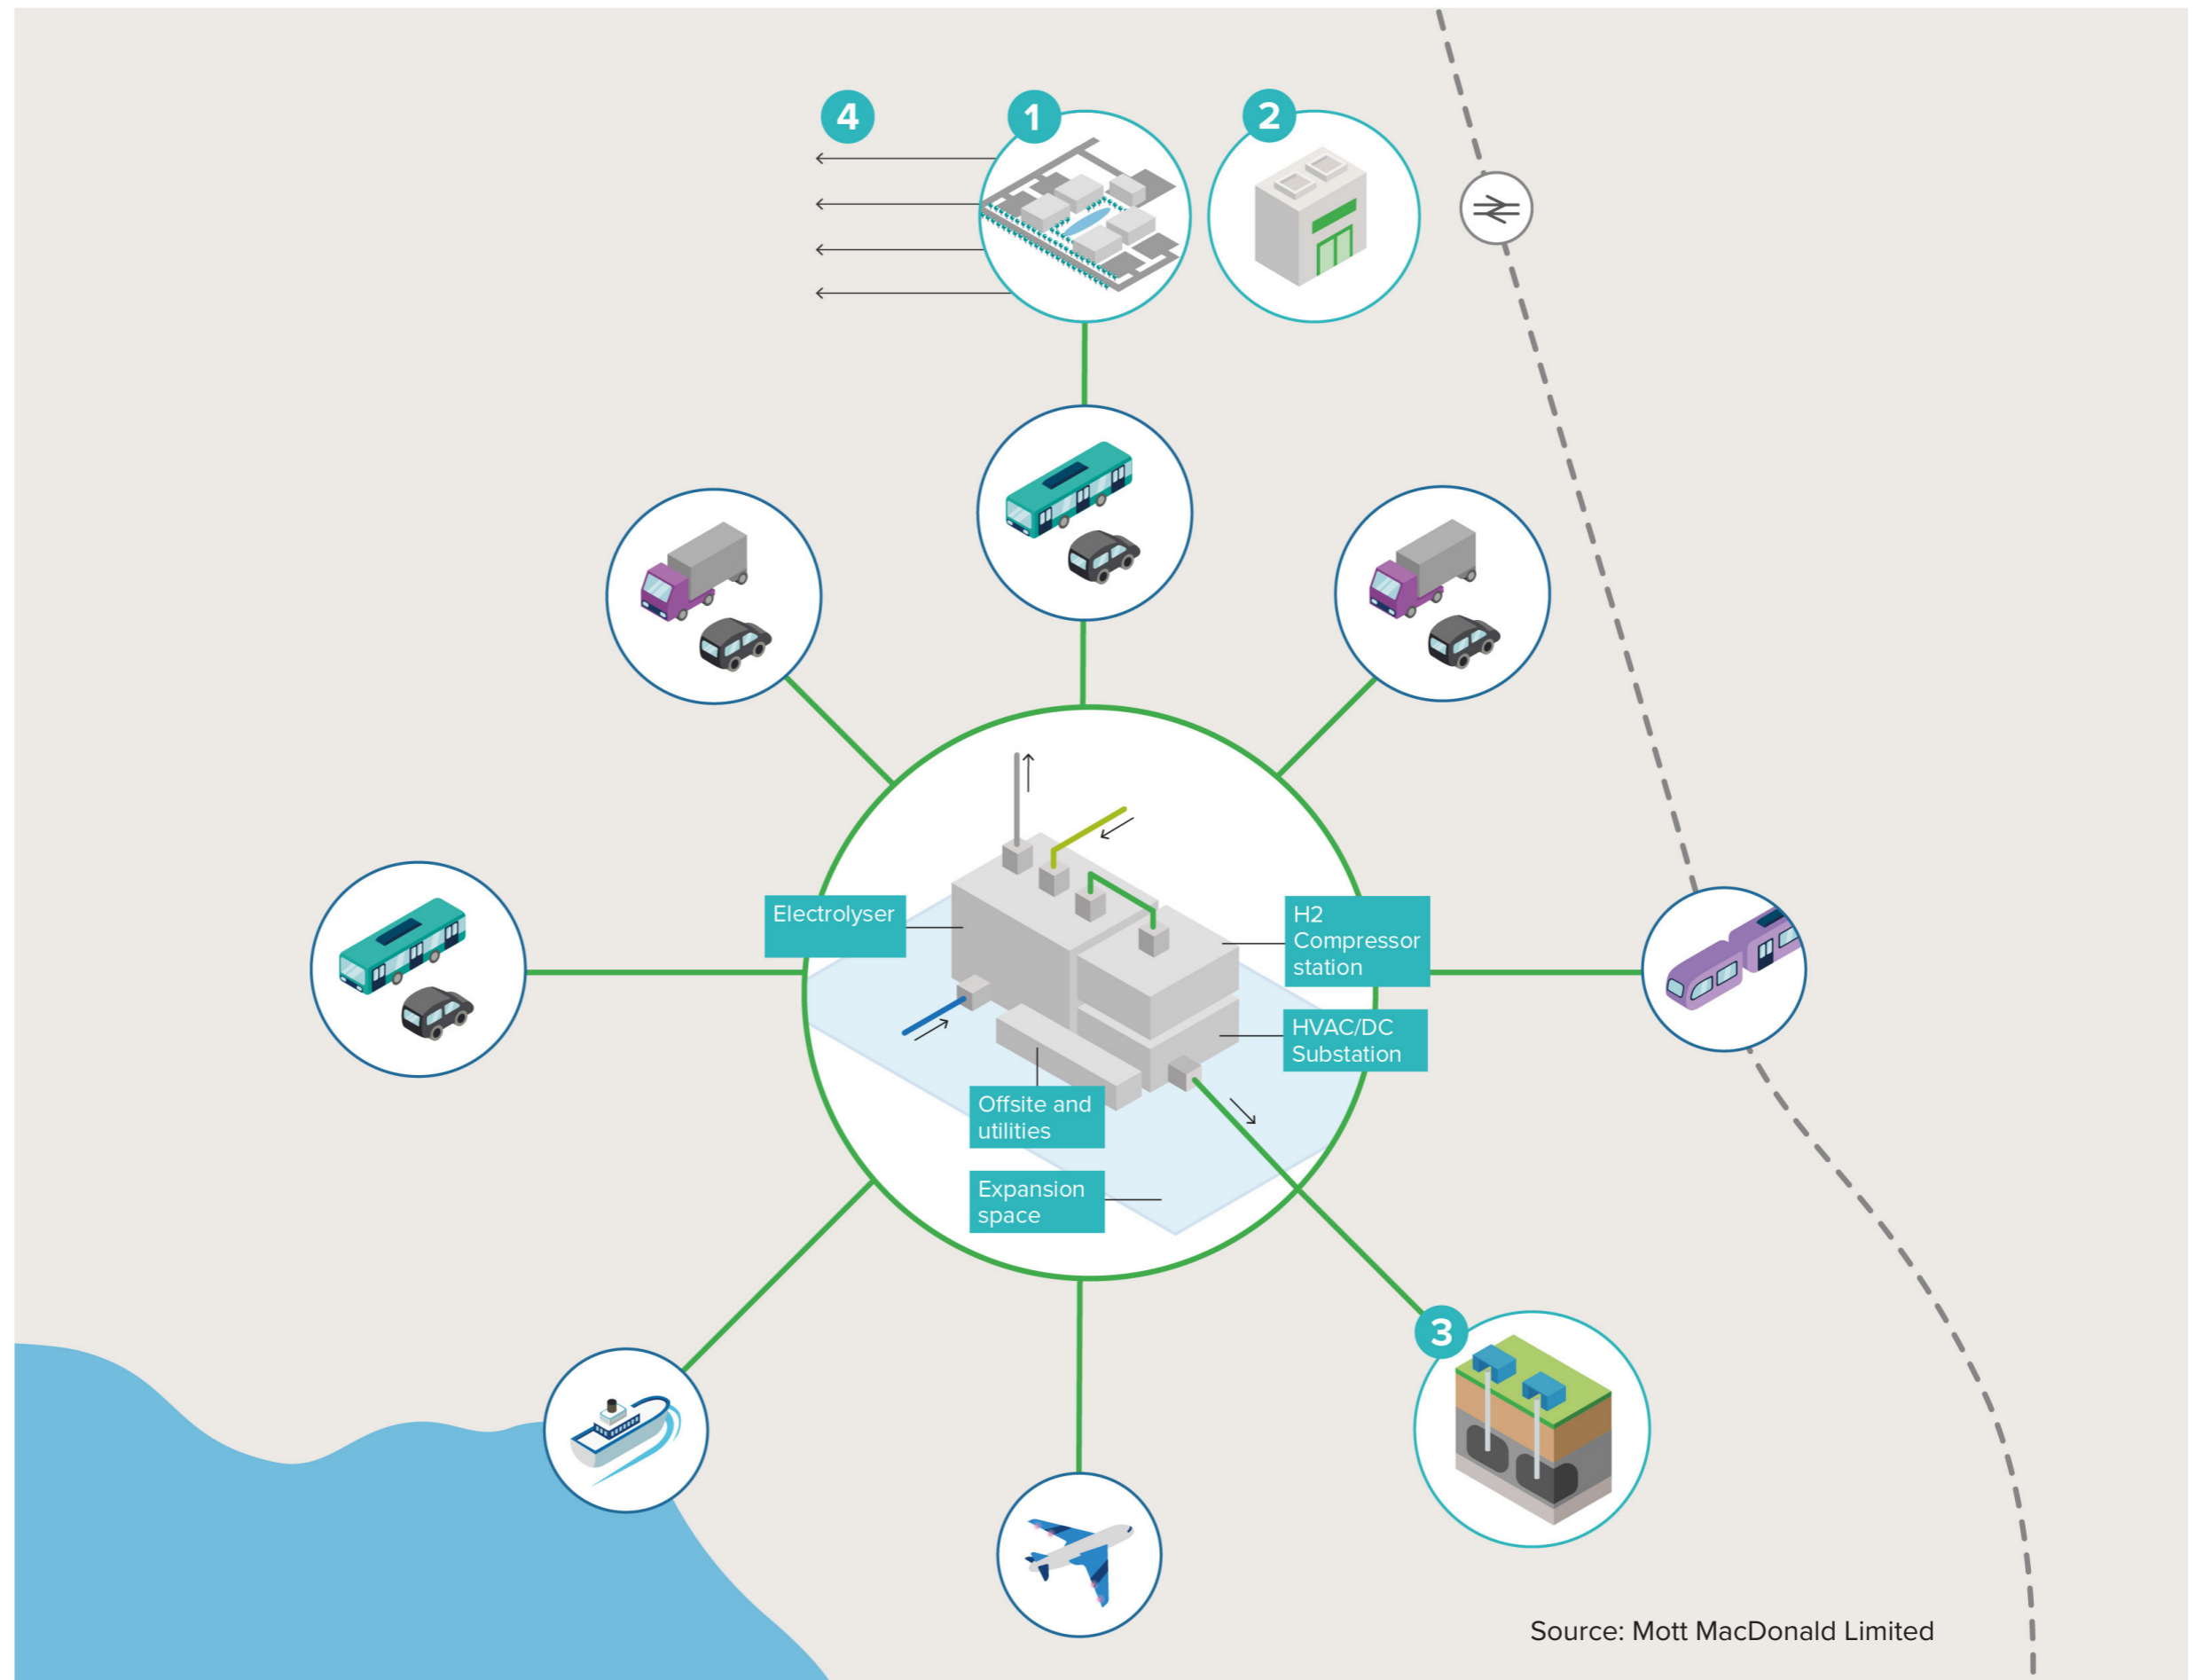 4
1
2
Electrolyser
H2
Compressor
station
HVAC/DC
Substation
Offsite and
utilities
Expansion
space
3
Source: Mott MacDonald Limited